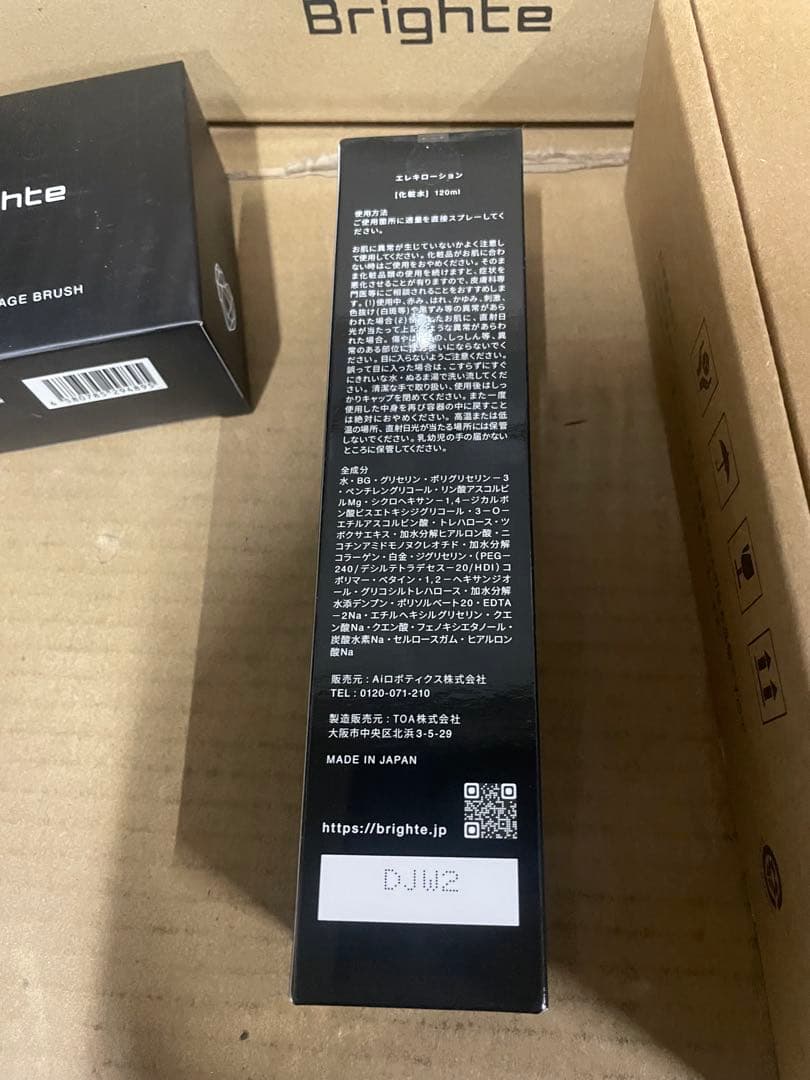 Brighte
ghte
AGE BRUSH
4 580785 294895
エレキローション
[化粧水] 120ml
使用方法
ご使用箇所に適量を直接スプレーしてく
ださい。
お肌に異常が生じていないかよく注意し
て使用してください。化粧品がお肌に合わ
ない時はご使用をおやめください。そのま
ま化粧品類の使用を続けますと、症状を
悪化させることが有りますので、皮膚科専
門医等にご相談されることをおすすめしま
す。(1)使用中、赤み、はれ、かゆみ、刺激、
色抜け(白斑等)や黒ずみ等の異常があら
われた場合(2)使用したお肌に、直射日
光が当たって上記のような異常があらわ
れた場合。傷やはれもの、しっしん等、異
常のある部位にはお使いにならないでく
ださい。目に入らないようご注意ください。
誤って目に入った場合は、こすらずにすぐ
にきれいな水・ぬるま湯で洗い流してくだ
さい。清潔な手で取り扱い、使用後はしっ
かりキャップを閉めてください。また一度
使用した中身を再び容器の中に戻すこと
は絶対におやめください。高温または低
温の場所、直射日光が当たる場所には保管
しないでください。乳幼児の手の届かない
ところに保管してください。
全成分
水・BG・グリセリン・ポリグリセリン-3
・ペンチレングリコール・リン酸アスコルビ
ルMg・シクロヘキサン-1,4-ジカルボ
ン酸ビスエトキシジグリコール・3-O-
エチルアスコルビン酸・トレハロース・ツ
ボクサエキス・加水分解ヒアルロン酸・ニ
コチンアミドモノヌクレオチド・加水分解
コラーゲン・白金・ジグリセリン・(PEG-
240/デシルテトラデセス-20/HDI)コ
ポリマー・ベタイン・1,2-ヘキサンジオ
ール・グリコシルトレハロース・加水分解
水添デンプン・ポリソルベート20・EDTA
-2Na・エチルヘキシルグリセリン・クエ
ン酸Na・クエン酸・フェノキシエタノール・
炭酸水素Na・セルロースガム・ヒアルロン
酸Na
販売元:Aiロボティクス株式会社
TEL:0120-071-210
製造販売元:TOA株式会社
大阪市中央区北浜3-5-29
MADE IN JAPAN
https://brighte.jp
DJW2